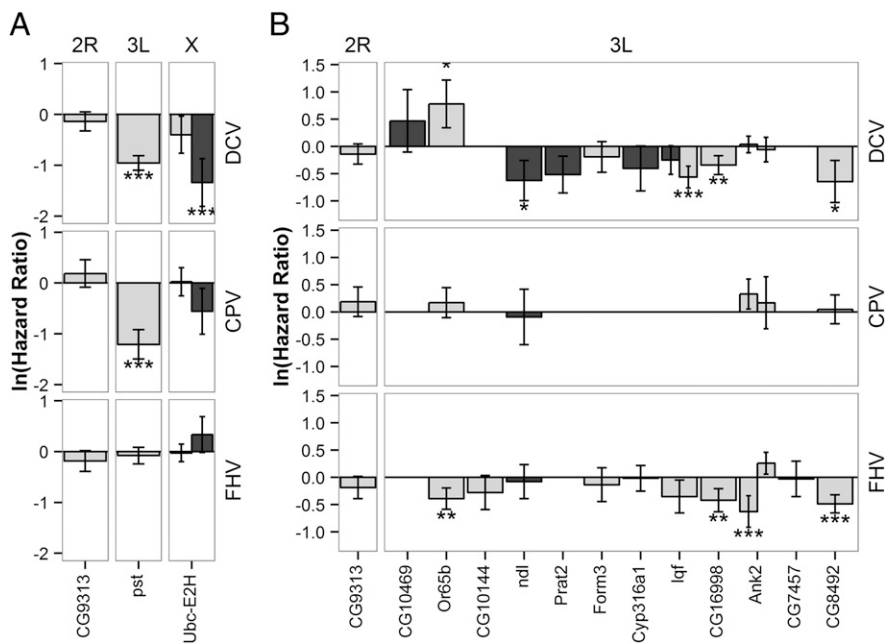 A
B
2R 3L X
2R 3L
ln(Hazard Ratio)
1
0
-1
-2
***
***
DCV
1
0
-1
-2
***
CPV
1
0
-1
-2
FHV
CG9313
pst
Ubc-E2H
ln(Hazard Ratio)
1.5
1.0
0.5
0.0
-0.5
-1.0
*
*
***
**
*
DCV
1.5
1.0
0.5
0.0
-0.5
-1.0
CPV
1.5
1.0
0.5
0.0
-0.5
-1.0
**
**
***
***
FHV
CG9313
CG10469
Or65b
CG10144
ndl
Prat2
Form3
Cyp316a1
lqf
CG16998
Ank2
CG7457
CG8492